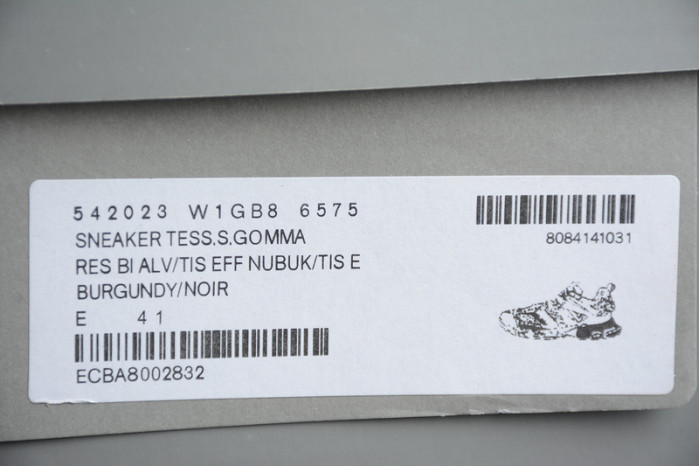 542023 W1GB8 6575
8084141031
SNEAKER TESS.S.GOMMA
RES BI ALV/TIS EFF NUBUK/TIS E
BURGUNDY/NOIR
E 41
ECBA8002832